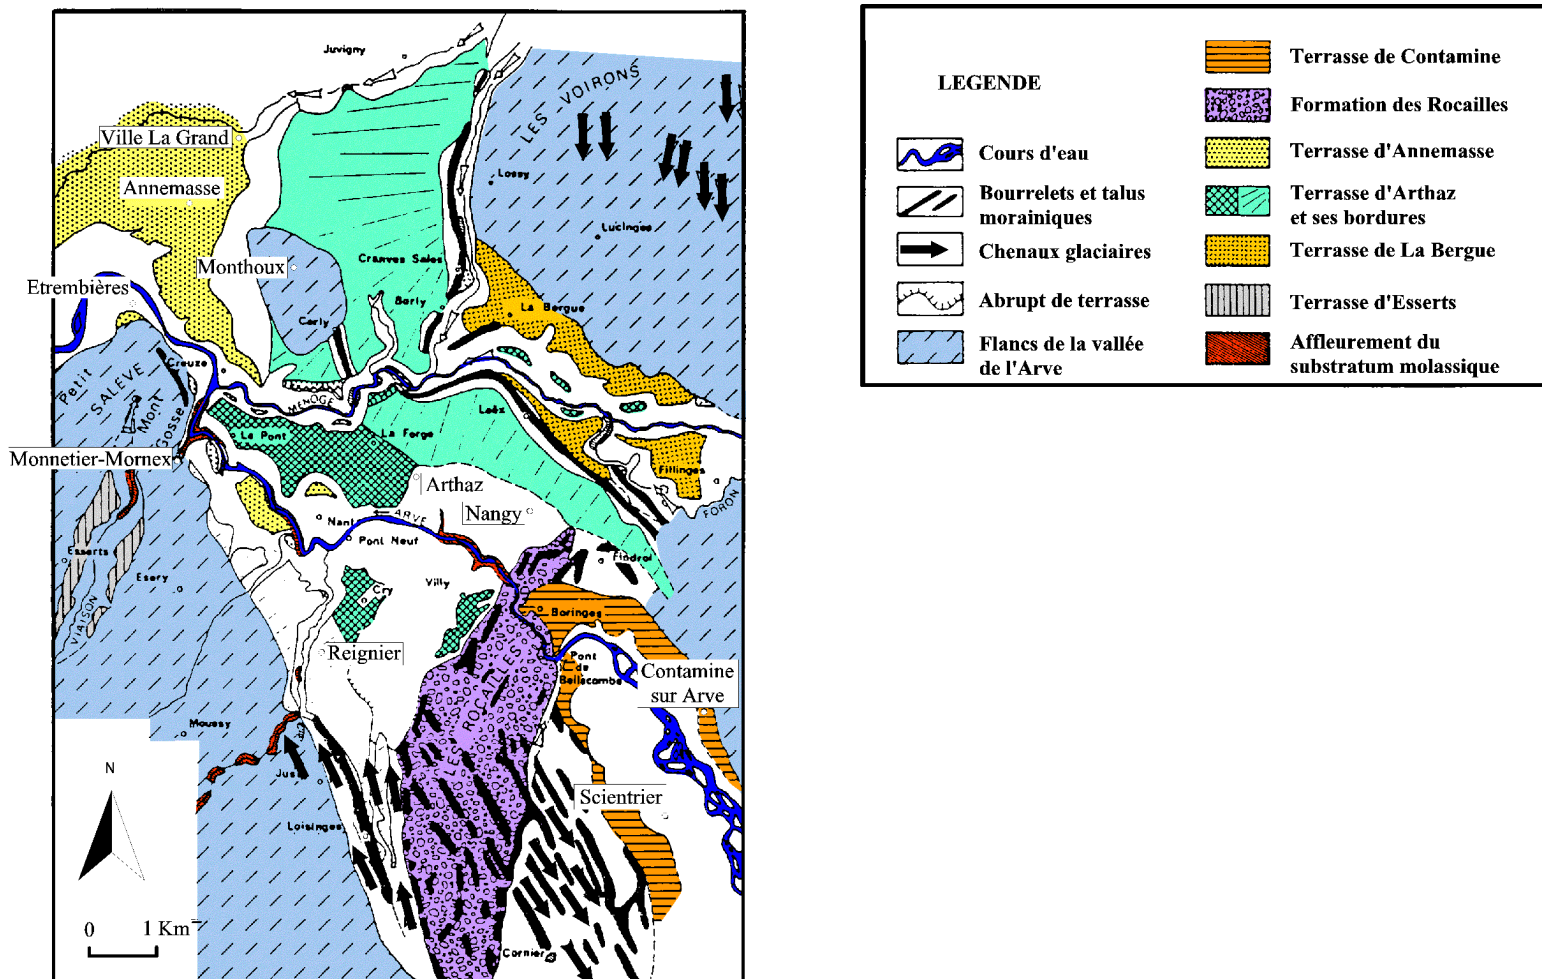 Juvigny
LES VOIRONS
Ville La Grand
Annemasse
Lossy
Lucinges
Monthoux
Cranves Sales
Etrembières
Borly
La Bergue
Carly
Creuze
Petit
SALÈVE
Mont
Gosse
MENOGE
Loëx
Le Pont
La Forge
Monnetier-Mornex
Fillinges
Arthaz
Nangy
FORON
ARVE
Nant
Pont Neuf
Findrol
Esserts
Esery
Villy
Cry
VIAISON
Boringes
Reignier
LES ROCAILLES
Pont
de
Bellecombe
Contamine
sur Arve
Moussy
N
Scientrier
Loisinges
0 1 Km
Cornier
LEGENDE
Cours d'eau
Bourrelets et talus
morainiques
Chenaux glaciaires
Abrupt de terrasse
Flancs de la vallée
de l'Arve
Terrasse de Contamine
Formation des Rocailles
Terrasse d'Annemasse
Terrasse d'Arthaz
et ses bordures
Terrasse de La Bergue
Terrasse d'Esserts
Affleurement du
substratum molassique